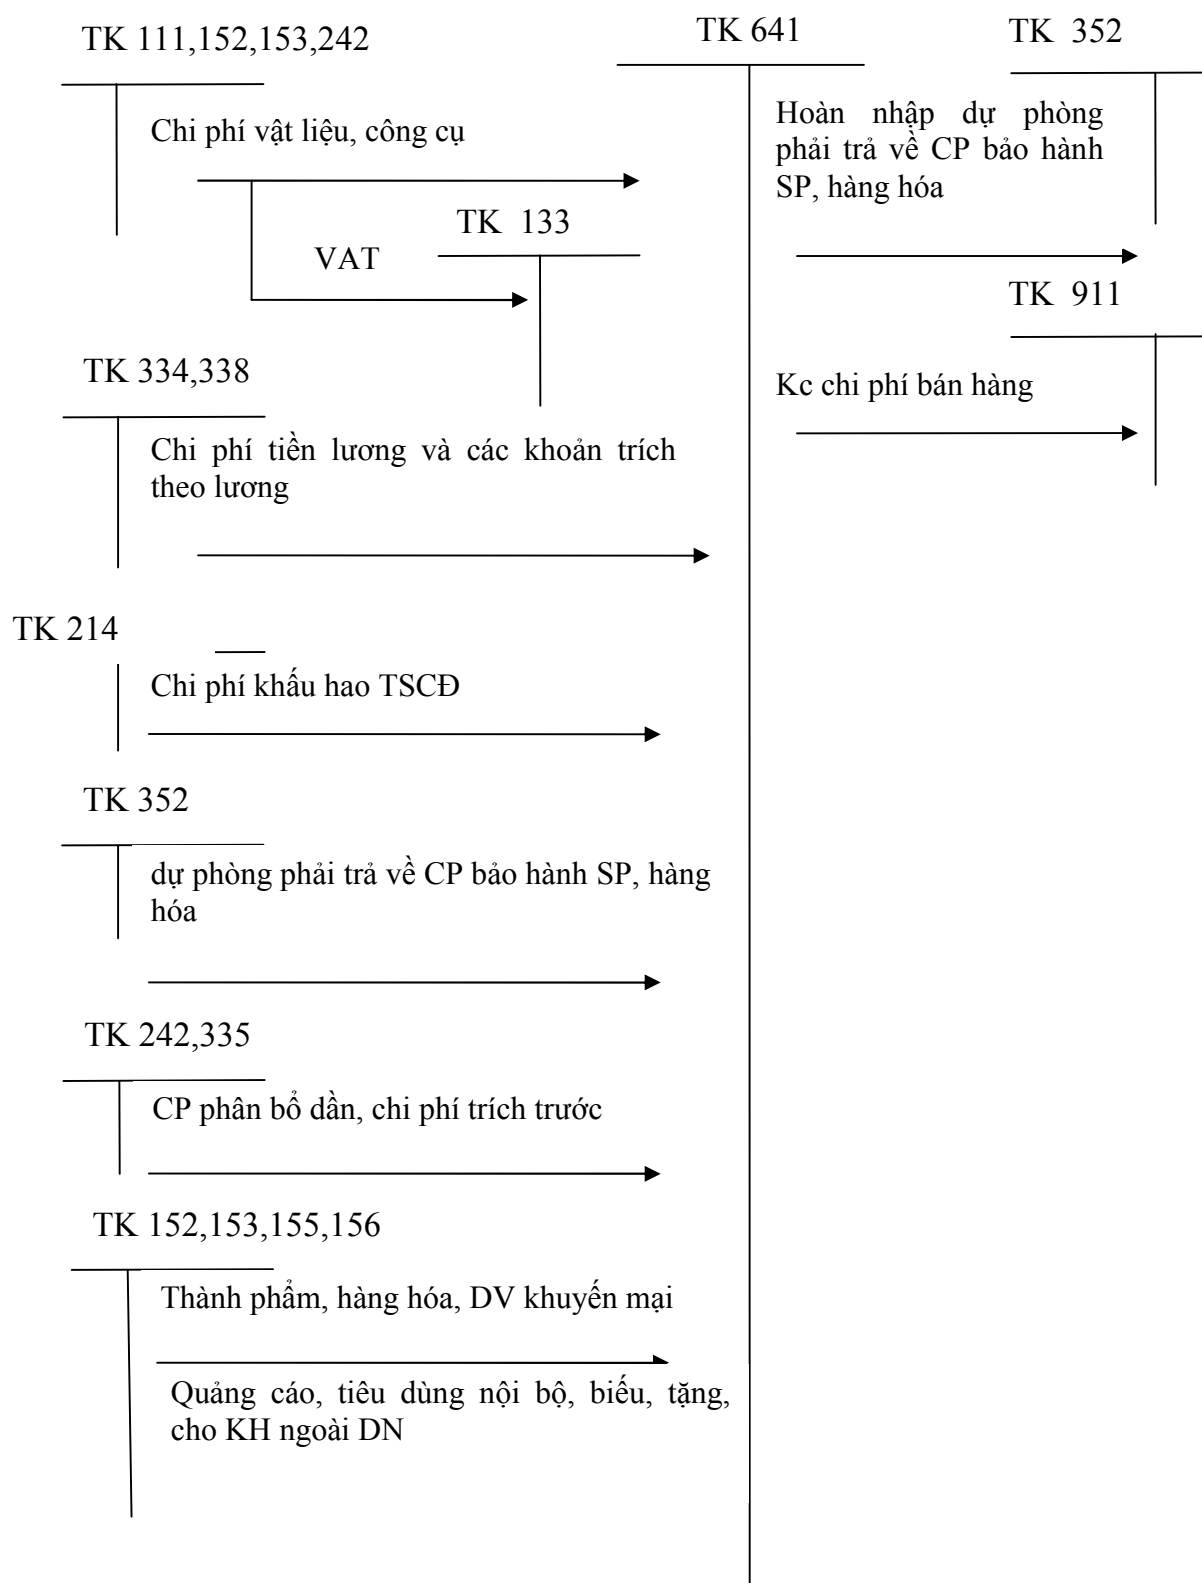 TK 111,152,153,242
TK 641
TK 352
Chi phí vật liệu, công cụ
Hoàn nhập dự phòng
phải trả về CP bảo hành
SP, hàng hóa
TK 133
VAT
TK 911
TK 334,338
Kc chi phí bán hàng
Chi phí tiền lương và các khoản trích
theo lương
TK 214
Chi phí khấu hao TSCĐ
TK 352
dự phòng phải trả về CP bảo hành SP, hàng
hóa
TK 242,335
CP phân bổ dần, chi phí trích trước
TK 152,153,155,156
Thành phẩm, hàng hóa, DV khuyến mại
Quảng cáo, tiêu dùng nội bộ, biếu, tặng,
cho KH ngoài DN